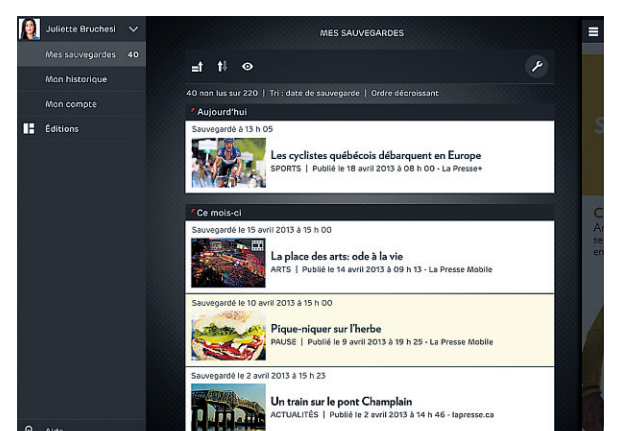 Juliette Bruchesi
Mes sauvegardes 40
Mon historique
Mon compte
Éditions
MES SAUVEGARDES
40 non lus sur 220 | Tri : date de sauvegarde | Ordre décroissant
Aujourd'hui
Sauvegardé à 13 h 05
Les cyclistes québécois débarquent en Europe
SPORTS | Publié le 18 avril 2013 à 08 h 00 - La Presse+
Ce mois-ci
Sauvegardé le 15 avril 2013 à 15 h 00
La place des arts: ode à la vie
ARTS | Publié le 14 avril 2013 à 09 h 13 - La Presse Mobile
Sauvegardé le 10 avril 2013 à 15 h 00
Pique-niquer sur l'herbe
PAUSE | Publié le 9 avril 2013 à 19 h 25 - La Presse Mobile
Sauvegardé le 2 avril 2013 à 15 h 23
Un train sur le pont Champlain
ACTUALITÉS | Publié le 2 avril 2013 à 14 h 46 - lapresse.ca